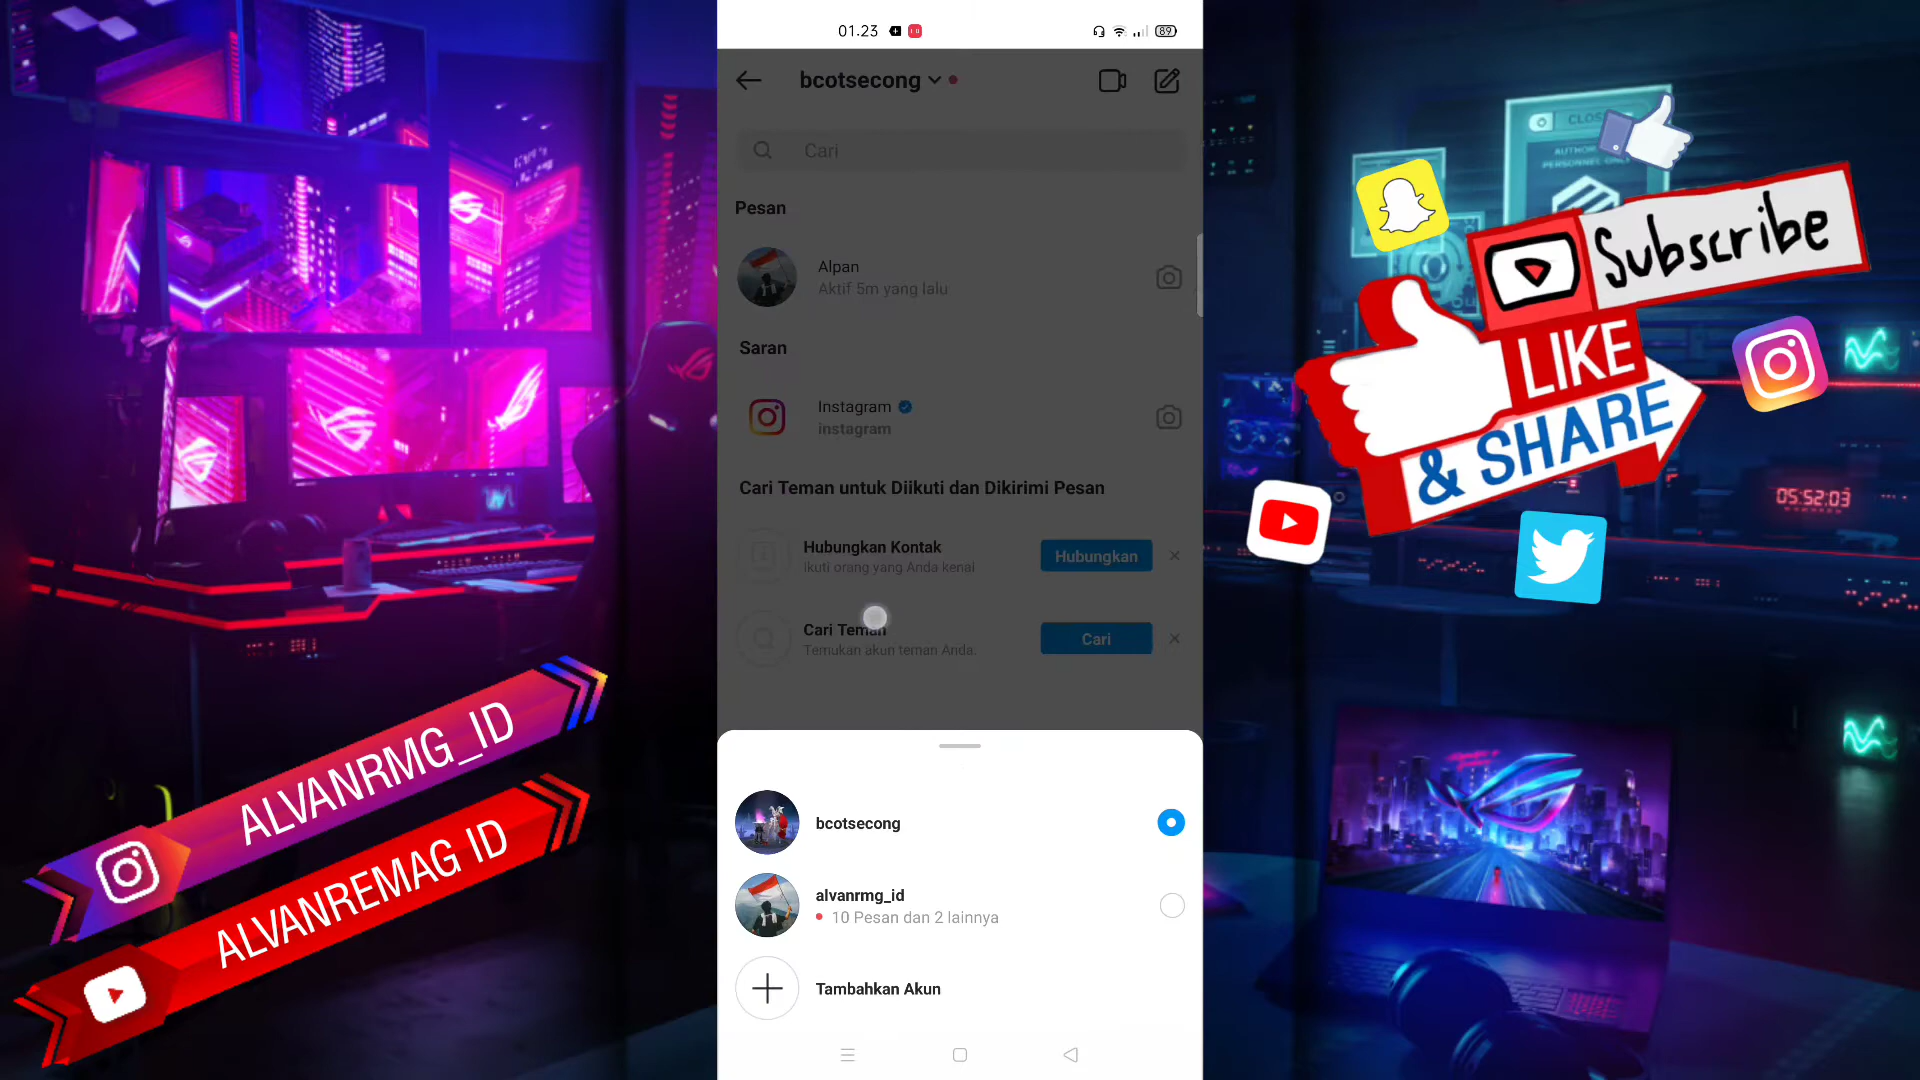 01.23
89
bcotsecong
Cari
Pesan
Alpan
Aktif 5m yang lalu
Saran
Instagram
instagram
Cari Teman untuk Diikuti dan Dikirimi Pesan
Hubungkan Kontak
Ikuti orang yang Anda kenal
Hubungkan
Cari Teman
Temukan akun teman Anda.
Cari
bcotsecong
alvanrmg_id
10 Pesan dan 2 lainnya
Tambahkan Akun
ALVANRMG_ID
ALVANREMAG ID
Subscribe
LIKE
& SHARE
05:52:03